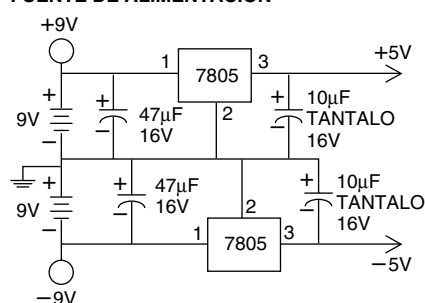 FUENTE DE ALIMENTACIÓN
+9V
+5V
1
7805
3
2
+
9V
−
+
−
47µF
16V
+
−
10µF
TANTALO
16V
+
9V
−
+
−
47µF
16V
+
−
10µF
TANTALO
16V
2
1
7805
3
−5V
−9V